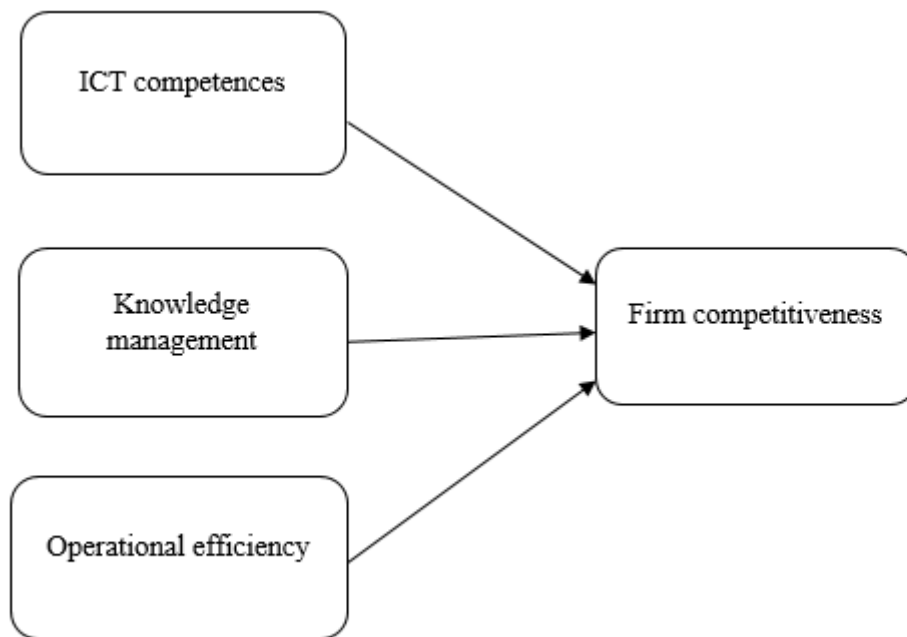 ICT competences
Knowledge
management
Firm competitiveness
Operational efficiency